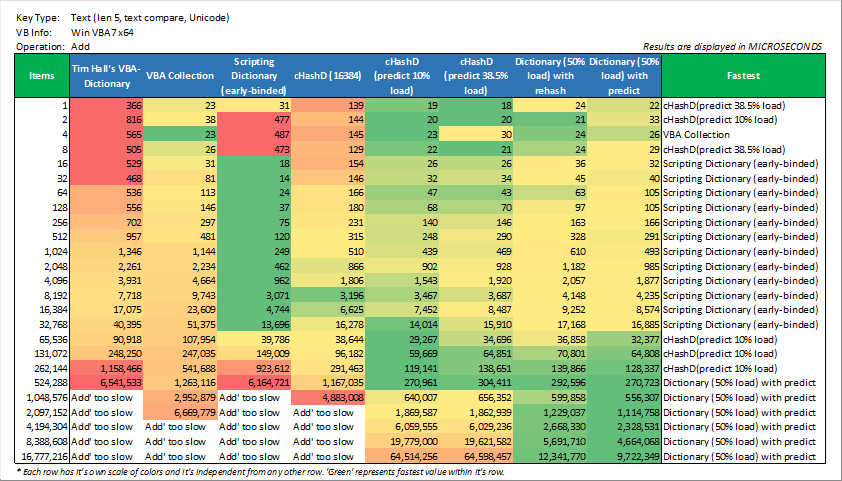 Key Type: Text (len 5, text compare, Unicode)
VB Info: Win VBA7 x64
Operation: Add
Results are displayed in MICROSECONDS
Items Tim Hall's VBA-Dictionary VBA Collection Scripting Dictionary (early-binded) cHashD (16384) cHashD (predict 10% load) cHashD (predict 38.5% load) Dictionary (50% load) with rehash Dictionary (50% load) with predict Fastest
1 366 23 31 139 19 18 24 22 cHashD(predict 38.5% load)
2 816 38 477 144 20 20 21 33 cHashD(predict 10% load)
4 565 23 487 145 23 30 24 26 VBA Collection
8 505 26 473 129 22 21 24 29 cHashD(predict 38.5% load)
16 529 31 18 154 26 26 36 32 Scripting Dictionary (early-binded)
32 468 81 14 146 32 34 45 40 Scripting Dictionary (early-binded)
64 536 113 24 166 47 43 63 105 Scripting Dictionary (early-binded)
128 556 146 37 180 68 70 97 105 Scripting Dictionary (early-binded)
256 702 297 75 231 140 146 163 166 Scripting Dictionary (early-binded)
512 957 481 120 315 248 290 328 291 Scripting Dictionary (early-binded)
1,024 1,346 1,144 249 510 439 469 610 493 Scripting Dictionary (early-binded)
2,048 2,261 2,234 462 866 902 928 1,182 985 Scripting Dictionary (early-binded)
4,096 3,931 4,664 962 1,806 1,543 1,920 2,057 1,877 Scripting Dictionary (early-binded)
8,192 7,718 9,743 3,071 3,196 3,467 3,687 4,148 4,235 Scripting Dictionary (early-binded)
16,384 17,075 23,609 4,744 6,625 7,452 8,487 9,252 8,574 Scripting Dictionary (early-binded)
32,768 40,395 51,375 13,696 16,278 14,014 15,910 17,168 16,885 Scripting Dictionary (early-binded)
65,536 90,918 107,954 39,786 38,644 29,267 34,696 36,858 32,377 cHashD(predict 10% load)
131,072 248,250 247,035 149,009 96,182 59,669 64,851 70,801 64,808 cHashD(predict 10% load)
262,144 1,158,466 541,688 923,612 291,463 119,141 138,651 139,866 128,337 cHashD(predict 10% load)
524,288 6,541,533 1,263,116 6,164,721 1,167,035 270,961 304,411 292,596 270,723 Dictionary (50% load) with predict
1,048,576 Add' too slow 2,952,879 Add' too slow 4,883,008 640,007 656,352 599,858 556,307 Dictionary (50% load) with predict
2,097,152 Add' too slow 6,669,779 Add' too slow Add' too slow 1,869,587 1,862,939 1,229,037 1,114,758 Dictionary (50% load) with predict
4,194,304 Add' too slow Add' too slow Add' too slow Add' too slow 6,059,555 6,029,236 2,668,330 2,328,531 Dictionary (50% load) with predict
8,388,608 Add' too slow Add' too slow Add' too slow Add' too slow 19,779,000 19,621,582 5,691,710 4,664,068 Dictionary (50% load) with predict
16,777,216 Add' too slow Add' too slow Add' too slow Add' too slow 64,514,256 64,598,457 12,341,770 9,722,349 Dictionary (50% load) with predict
* Each row has it's own scale of colors and it's independent from any other row. 'Green' represents fastest value within it's row.